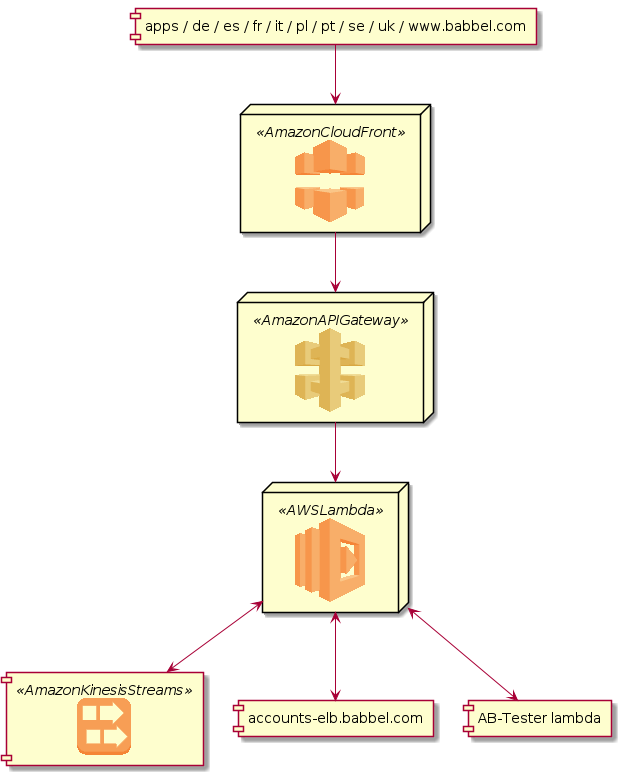 apps / de / es / fr / it / pl / pt / se / uk / www.babbel.com
«AmazonCloudFront»
«AmazonAPIGateway»
«AWSLambda»
«AmazonKinesisStreams»
accounts-elb.babbel.com
AB-Tester lambda